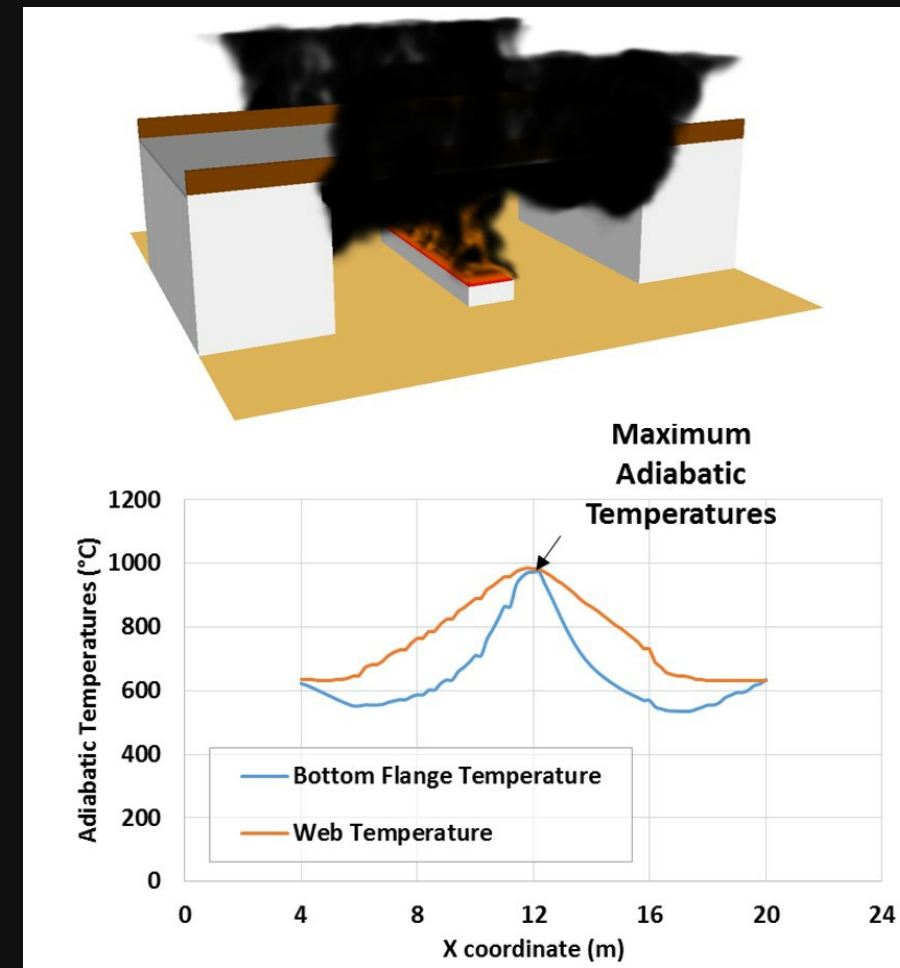 Maximum
Adiabatic
Temperatures
1200
1000
800
600
400
200
0
Adiabatic Temperatures (°C)
Bottom Flange Temperature
Web Temperature
0 4 8 12 16 20 24
X coordinate (m)